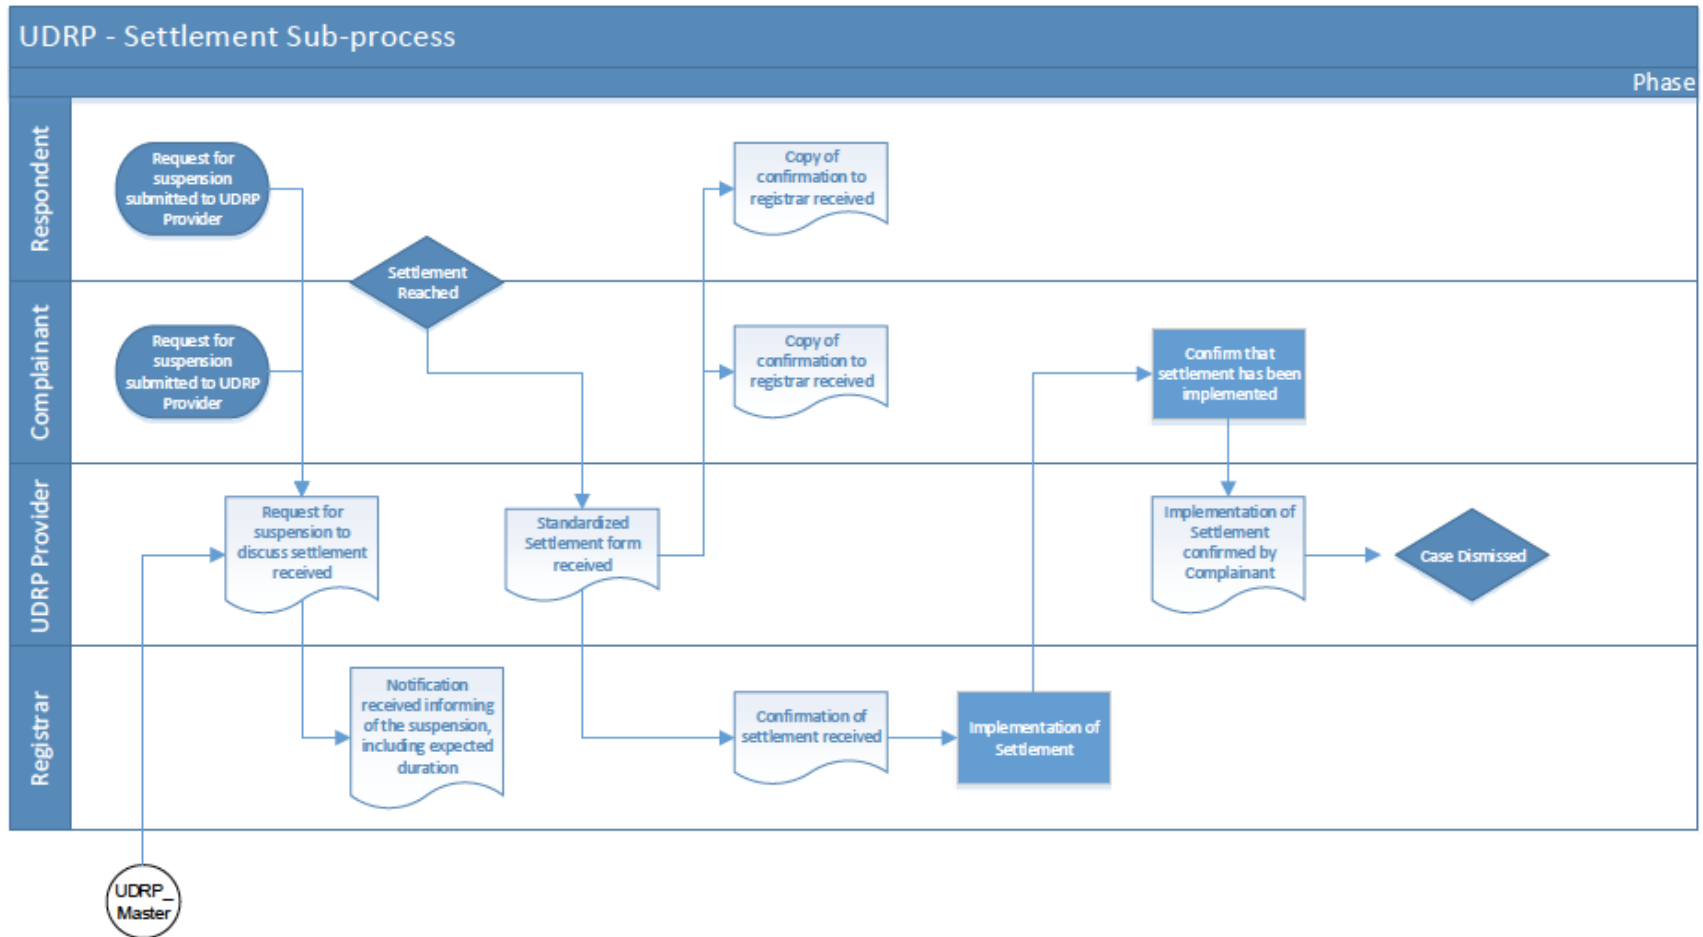 UDRP - Settlement Sub-process
Phase
Respondent
Request for
suspension
submitted to UDRP
Provider
Copy of
confirmation to
registrar received
Settlement
Reached
Complainant
Request for
suspension
submitted to UDRP
Provider
Copy of
confirmation to
registrar received
Confirm that
settlement has been
implemented
UDRP Provider
Request for
suspension to
discuss settlement
received
Standardized
Settlement form
received
Implementation of
Settlement
confirmed by
Complainant
Case Dismissed
Registrar
Notification
received informing
of the suspension,
including expected
duration
Confirmation of
settlement received
Implementation of
Settlement
UDRP_
Master